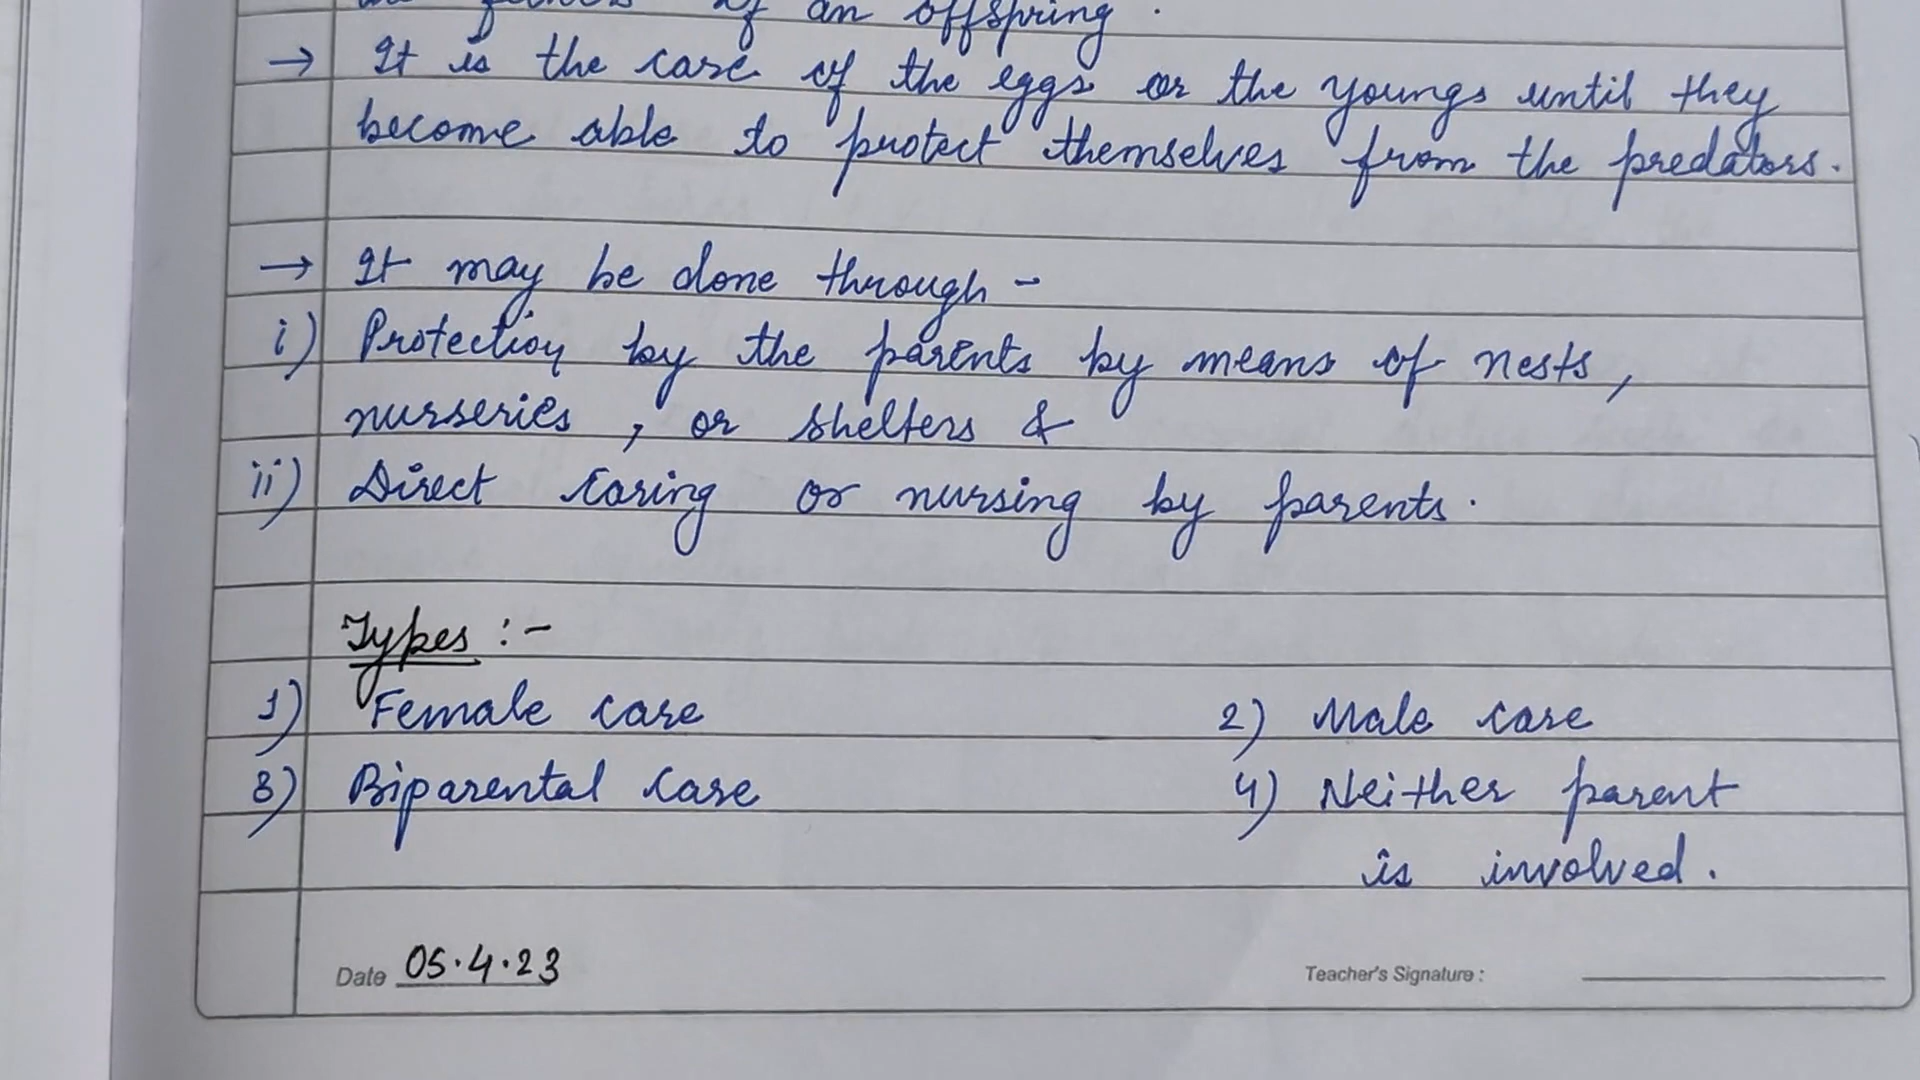 of an offspring.
→ It is the care of the eggs or the youngs until they
become able to protect themselves from the predators.
→ It may be done through -
i) Protection by the parents by means of nests,
nurseries, or shelters &
ii) Direct caring or nursing by parents.
Types :-
1) Female care 2) Male care
3) Biparental care 4) Neither parent
is involved.
Date 05.4.23 Teacher's Signature :